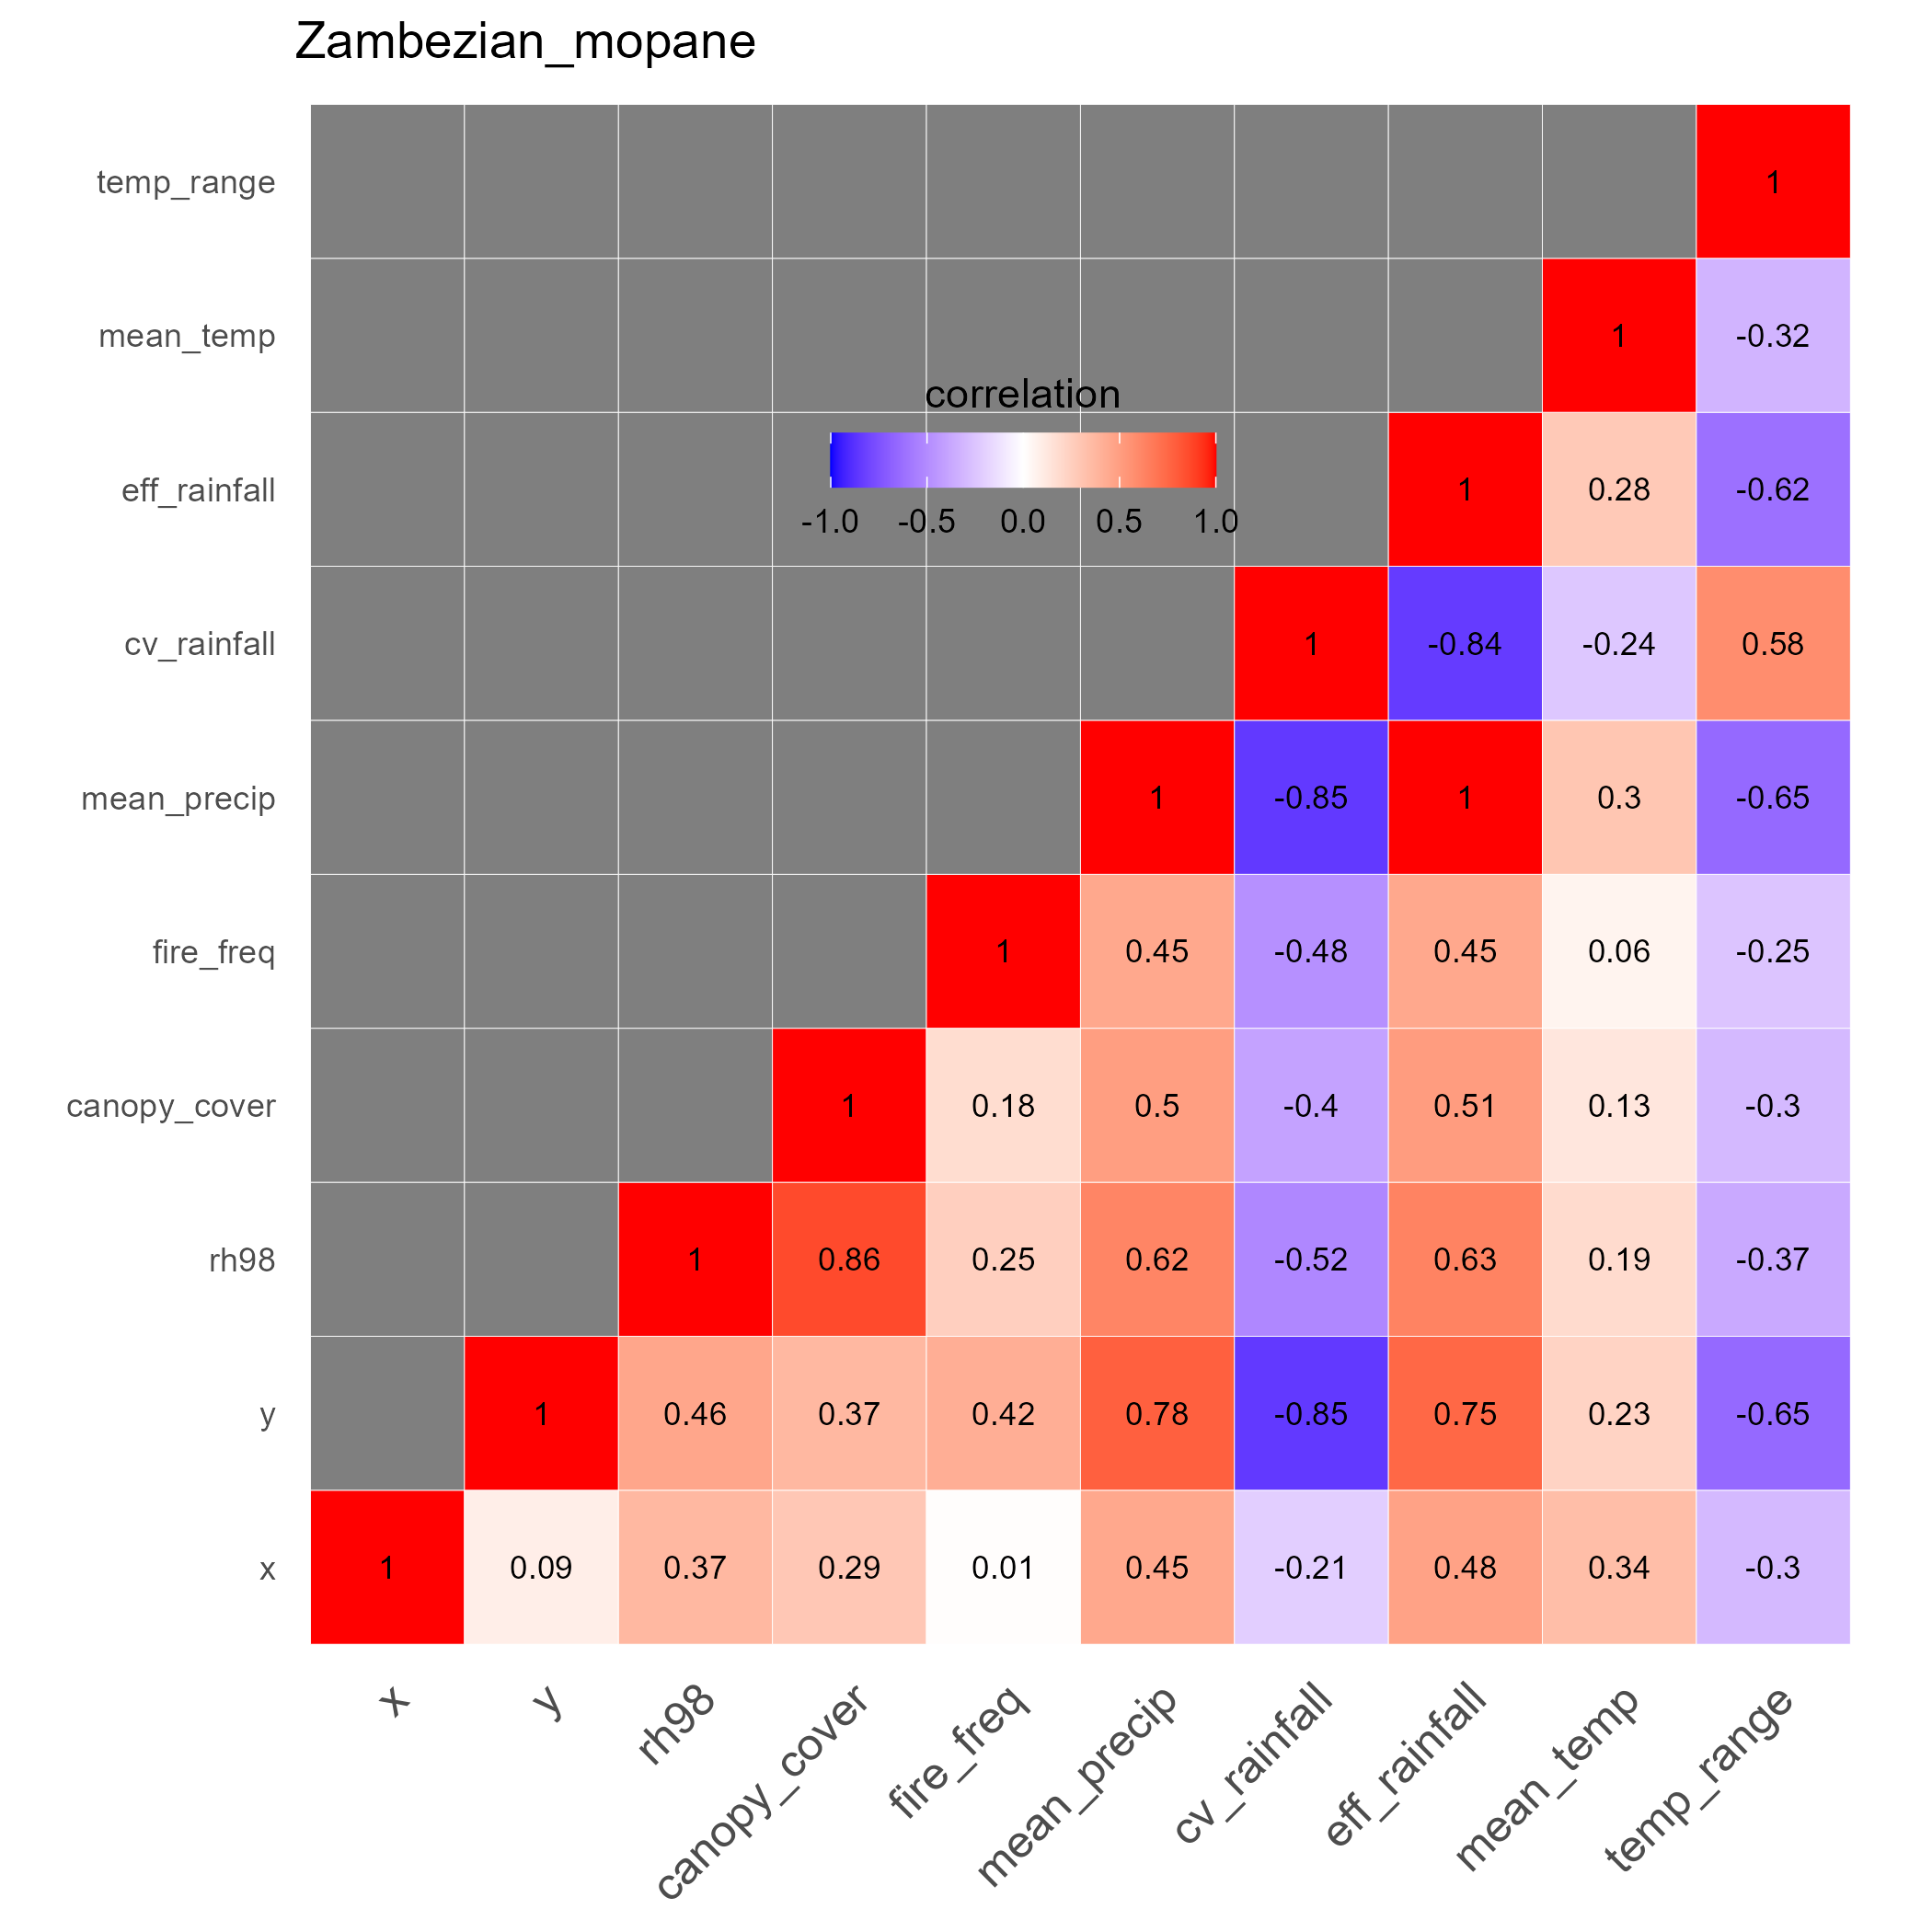 Zambezian_mopane
temp_range 1
mean_temp 1 -0.32
correlation
-1.0 -0.5 0.0 0.5 1.0
eff_rainfall 1 0.28 -0.62
cv_rainfall 1 -0.84 -0.24 0.58
mean_precip 1 -0.85 1 0.3 -0.65
fire_freq 1 0.45 -0.48 0.45 0.06 -0.25
canopy_cover 1 0.18 0.5 -0.4 0.51 0.13 -0.3
rh98 1 0.86 0.25 0.62 -0.52 0.63 0.19 -0.37
y 1 0.46 0.37 0.42 0.78 -0.85 0.75 0.23 -0.65
x 1 0.09 0.37 0.29 0.01 0.45 -0.21 0.48 0.34 -0.3
x y rh98 canopy_cover fire_freq mean_precip cv_rainfall eff_rainfall mean_temp temp_range